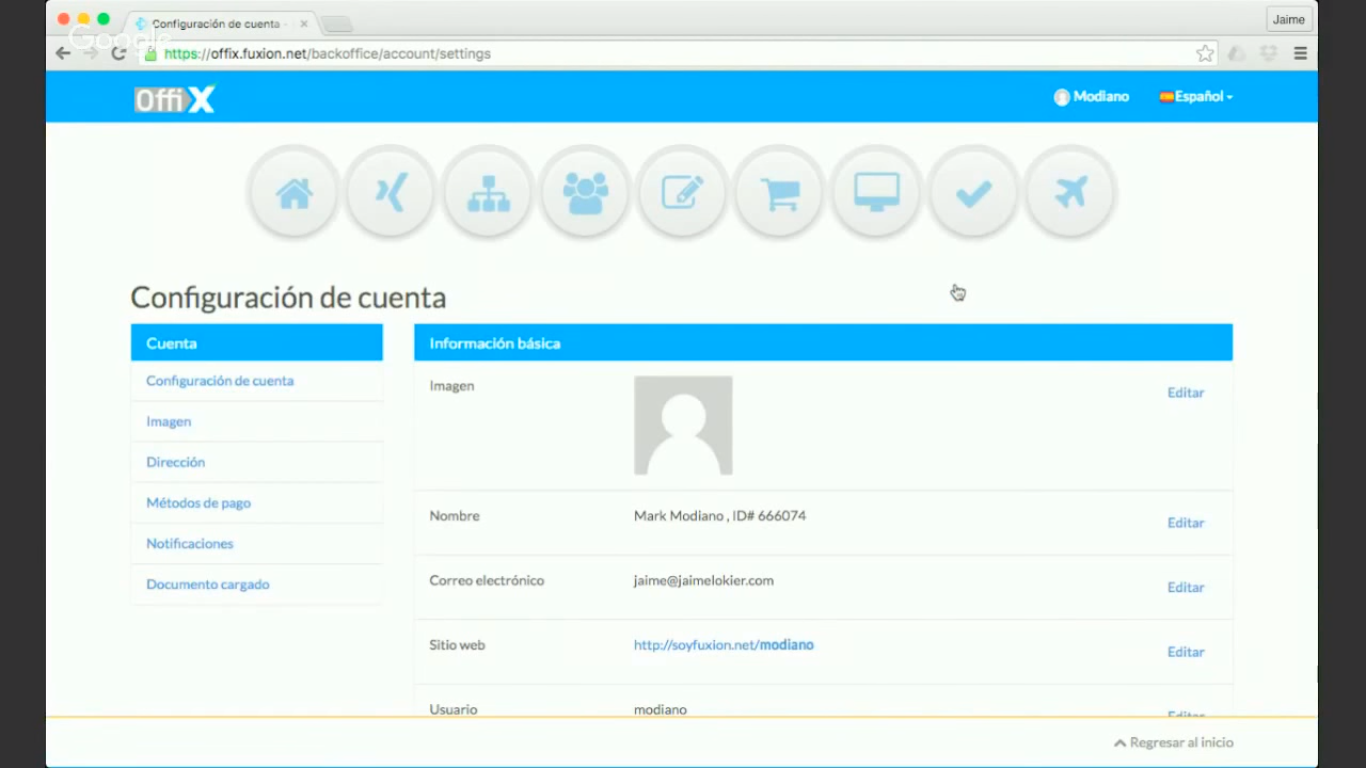 Configuración de cuenta -
Jaime
Google
https://offix.fuxion.net/backoffice/account/settings
OffiX
Modiano
Español
Configuración de cuenta
Cuenta
Configuración de cuenta
Imagen
Dirección
Métodos de pago
Notificaciones
Documento cargado
Información básica
Imagen
Editar
Nombre
Mark Modiano , ID# 666074
Editar
Correo electrónico
jaime@jaimelokier.com
Editar
Sitio web
http://soyfuxion.net/modiano
Editar
Usuario
modiano
Editar
Regresar al inicio